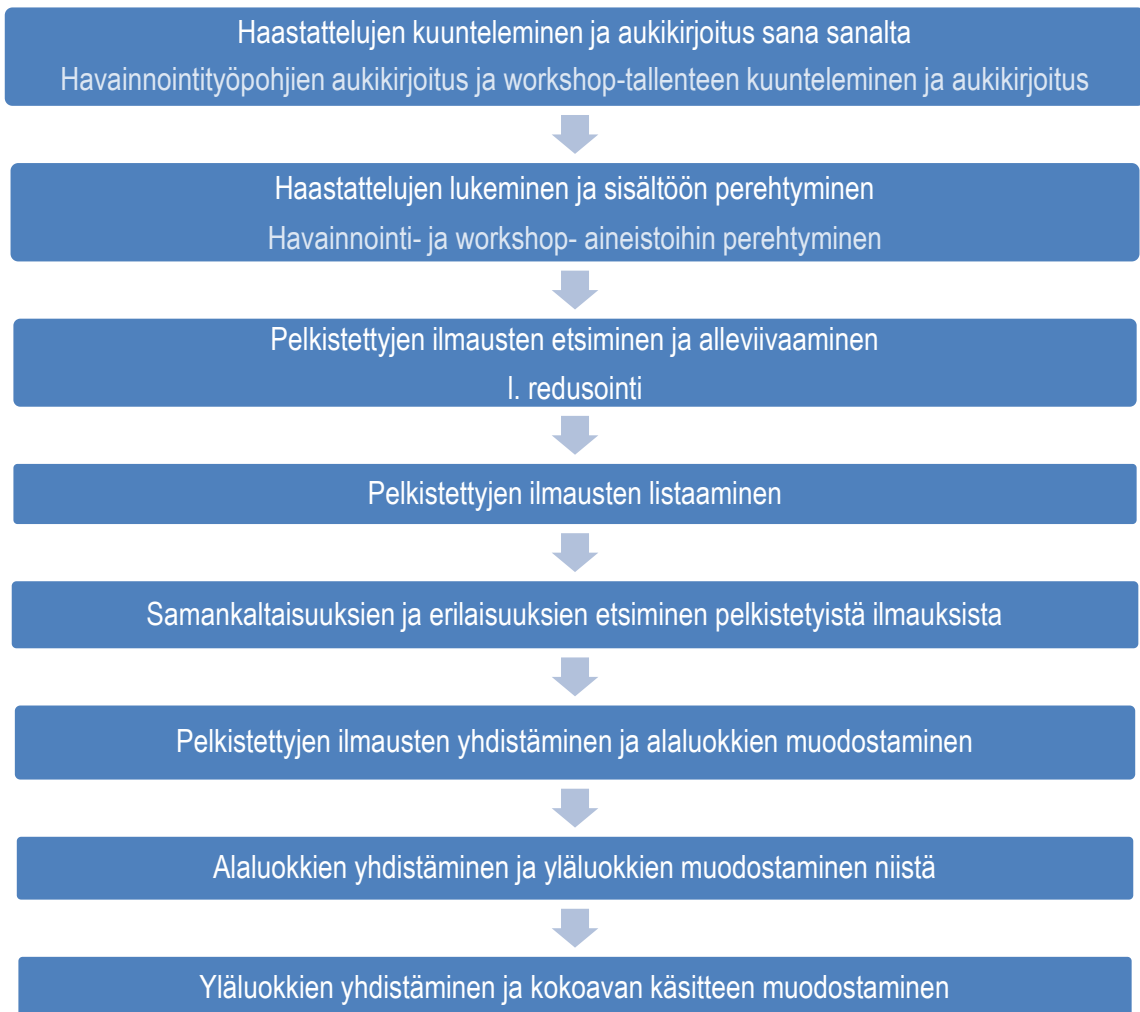 Haastattelujen kuunteleminen ja aukikirjoitus sana sanalta
Havainnointityöpohjien aukikirjoitus ja workshop-tallenteen kuunteleminen ja aukikirjoitus
Haastattelujen lukeminen ja sisältöön perehtyminen
Havainnointi- ja workshop- aineistoihin perehtyminen
Pelkistettyjen ilmausten etsiminen ja alleviivaaminen
l. redusointi
Pelkistettyjen ilmausten listaaminen
Samankaltaisuuksien ja erilaisuuksien etsiminen pelkistetyistä ilmauksista
Pelkistettyjen ilmausten yhdistäminen ja alaluokkien muodostaminen
Alaluokkien yhdistäminen ja yläluokkien muodostaminen niistä
Yläluokkien yhdistäminen ja kokoavan käsitteen muodostaminen